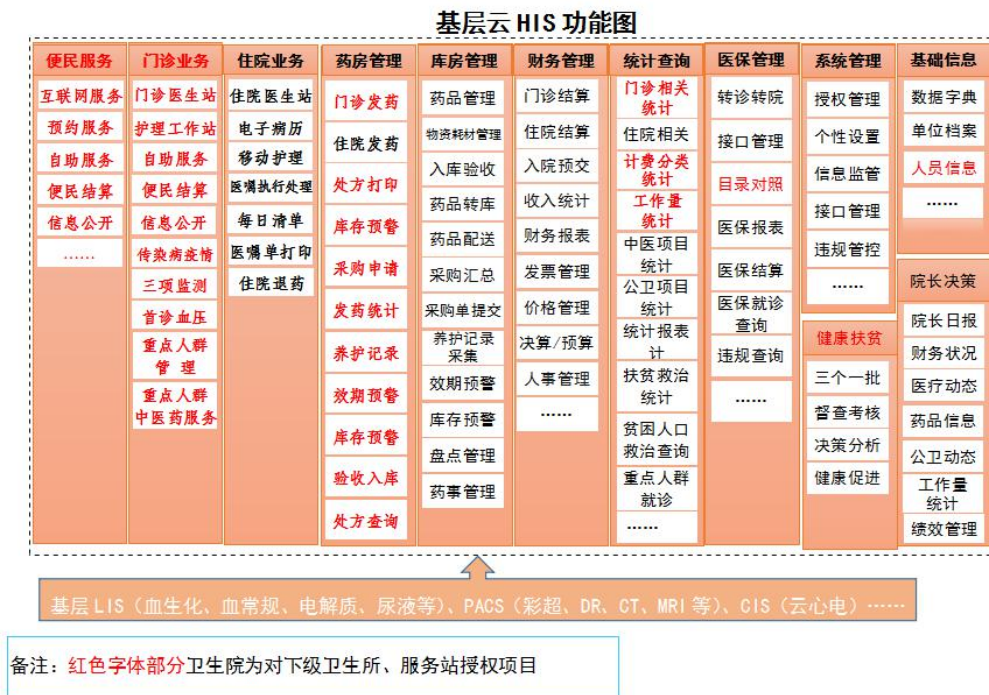 基层云 HIS 功能图
便民服务
互联网服务
预约服务
自助服务
便民结算
信息公开
……
门诊业务
门诊医生站
护理工作站
自助服务
便民结算
信息公开
传染病疫情
三项监测
首诊血压
重点人群
管 理
重点人群
中医药服务
住院业务
住院医生站
电子病历
移动护理
医嘱执行处理
每日清单
医嘱单打印
住院退药
药房管理
门诊发药
住院发药
处方打印
库存预警
采购申请
发药统计
养护记录
效期预警
库存预警
验收入库
处方查询
库房管理
药品管理
物资耗材管理
入库验收
药品转库
药品配送
采购汇总
采购单提交
养护记录
采集
效期预警
库存预警
盘点管理
药事管理
财务管理
门诊结算
住院结算
入院预交
收入统计
财务报表
发票管理
价格管理
决算/预算
人事管理
……
统计查询
门诊相关
统计
住院相关
计费分类
统计
工作量
统计
中医项目
统计
公卫项目
统计
统计报表
计
扶贫救治
统计
贫困人口
救治查询
重点人群
就诊
……
医保管理
转诊转院
接口管理
目录对照
医保报表
医保结算
医保就诊
查询
违规查询
……
系统管理
授权管理
个性设置
信息监管
接口管理
违规管控
……
健康扶贫
三个一批
督查考核
决策分析
健康促进
基础信息
数据字典
单位档案
人员信息
……
院长决策
院长日报
财务状况
医疗动态
药品信息
公卫动态
工作量
统计
绩效管理
基层 LIS（血生化、血常规、电解质、尿液等）、PACS（彩超、DR、CT、MRI 等）、CIS（云心电）……
备注：红色字体部分卫生院为对下级卫生所、服务站授权项目